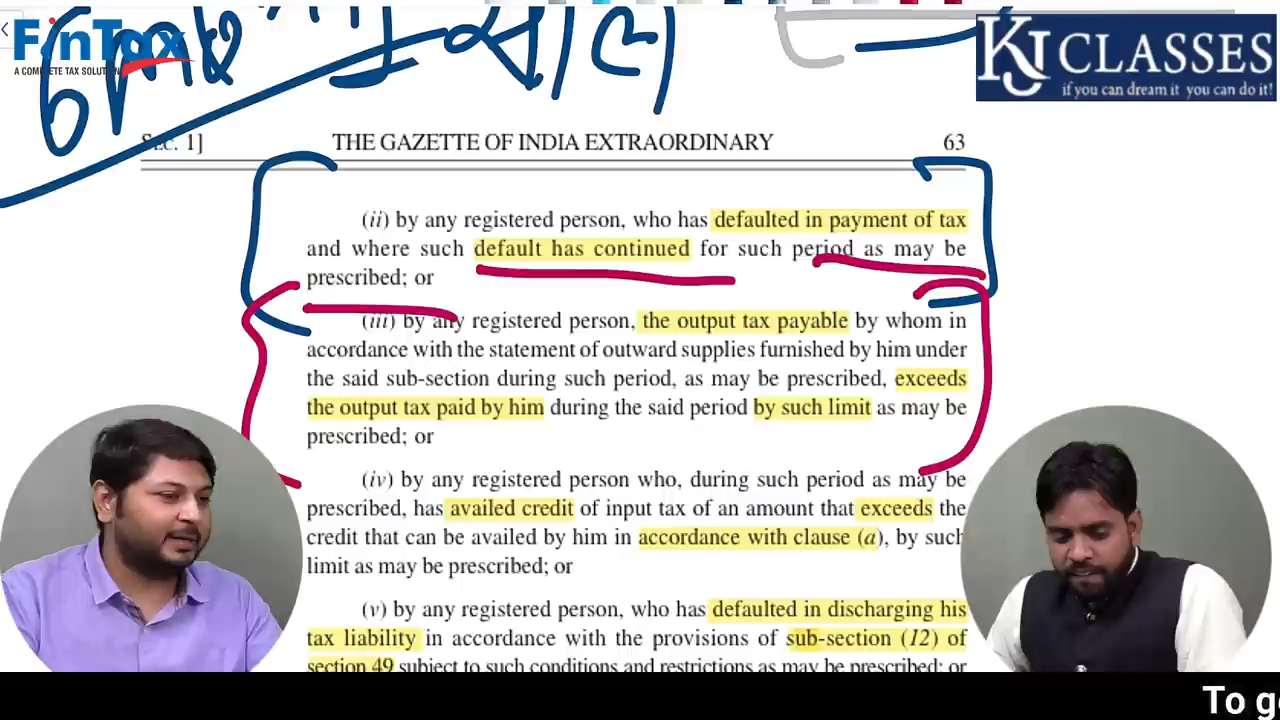 FinTax
A COMPLETE TAX SOLUTION
KJ CLASSES
if you can dream it you can do it!
SEC. 1] THE GAZETTE OF INDIA EXTRAORDINARY 63
(ii) by any registered person, who has defaulted in payment of tax
and where such default has continued for such period as may be
prescribed; or
(iii) by any registered person, the output tax payable by whom in
accordance with the statement of outward supplies furnished by him under
the said sub-section during such period, as may be prescribed, exceeds
the output tax paid by him during the said period by such limit as may be
prescribed; or
(iv) by any registered person who, during such period as may be
prescribed, has availed credit of input tax of an amount that exceeds the
credit that can be availed by him in accordance with clause (a), by such
limit as may be prescribed; or
(v) by any registered person, who has defaulted in discharging his
tax liability in accordance with the provisions of sub-section (12) of
section 49 subject to such conditions and restrictions as may be prescribed; or
To g